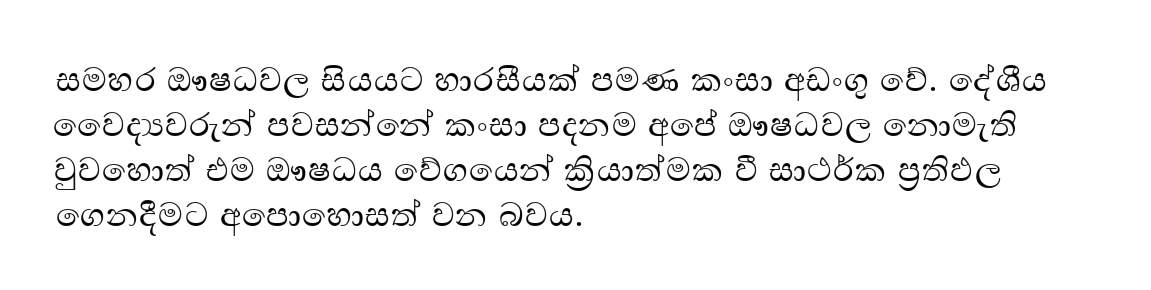 සමහර ඖෂධවල සියයට හාරසීයක් පමණ කංසා අඩංගු වේ. දේශීය
වෛද්‍යවරුන් පවසන්නේ කංසා පදනම අපේ ඖෂධවල නොමැති
වුවහොත් එම ඖෂධය වේගයෙන් ක්‍රියාත්මක වී සාර්ථක ප්‍රතිඵල
ගෙනදීමට අපොහොසත් වන බවය.